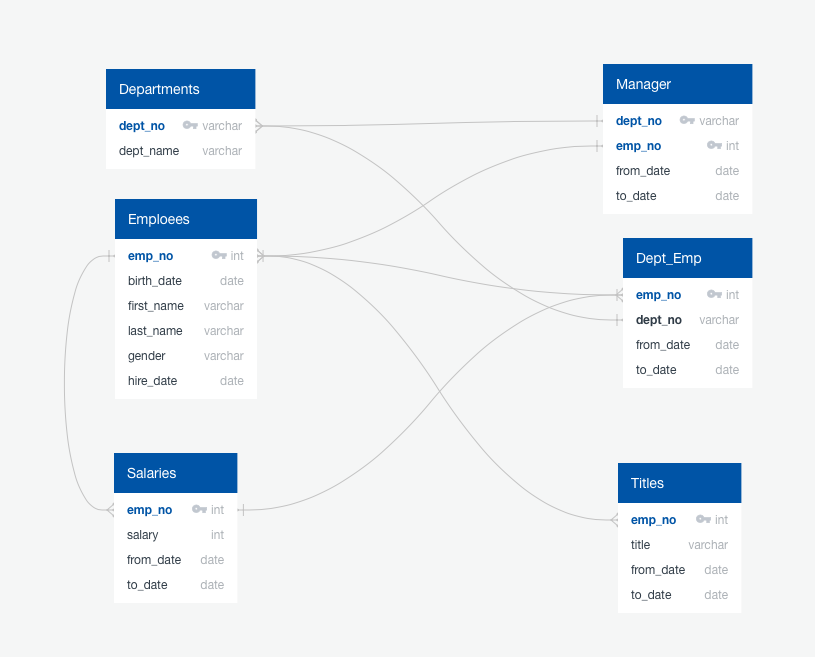 Departments
dept_no varchar
dept_name varchar
Emploees
emp_no int
birth_date date
first_name varchar
last_name varchar
gender varchar
hire_date date
Salaries
emp_no int
salary int
from_date date
to_date date
Manager
dept_no varchar
emp_no int
from_date date
to_date date
Dept_Emp
emp_no int
dept_no varchar
from_date date
to_date date
Titles
emp_no int
title varchar
from_date date
to_date date